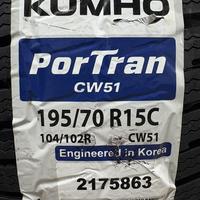 KUMHO
PorTran
CW51
195/70 R15C
104/102R CW51
Engineered in Korea
2175863